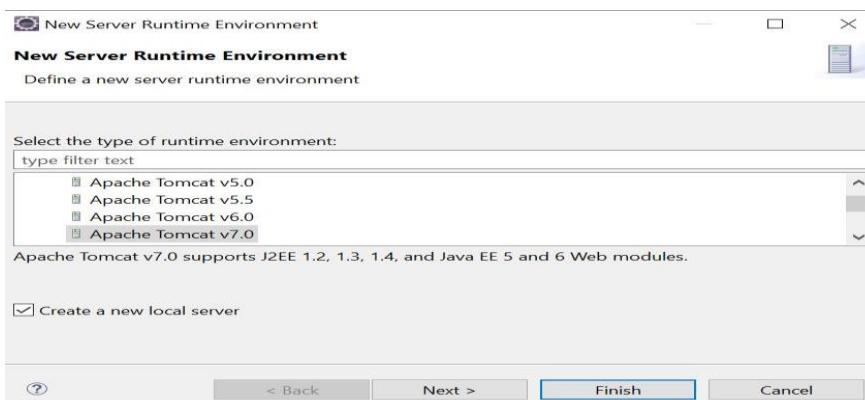 New Server Runtime Environment
New Server Runtime Environment
Define a new server runtime environment
Select the type of runtime environment:
type filter text
Apache Tomcat v5.0
Apache Tomcat v5.5
Apache Tomcat v6.0
Apache Tomcat v7.0
Apache Tomcat v7.0 supports J2EE 1.2, 1.3, 1.4, and Java EE 5 and 6 Web modules.
Create a new local server
? < Back Next > Finish Cancel